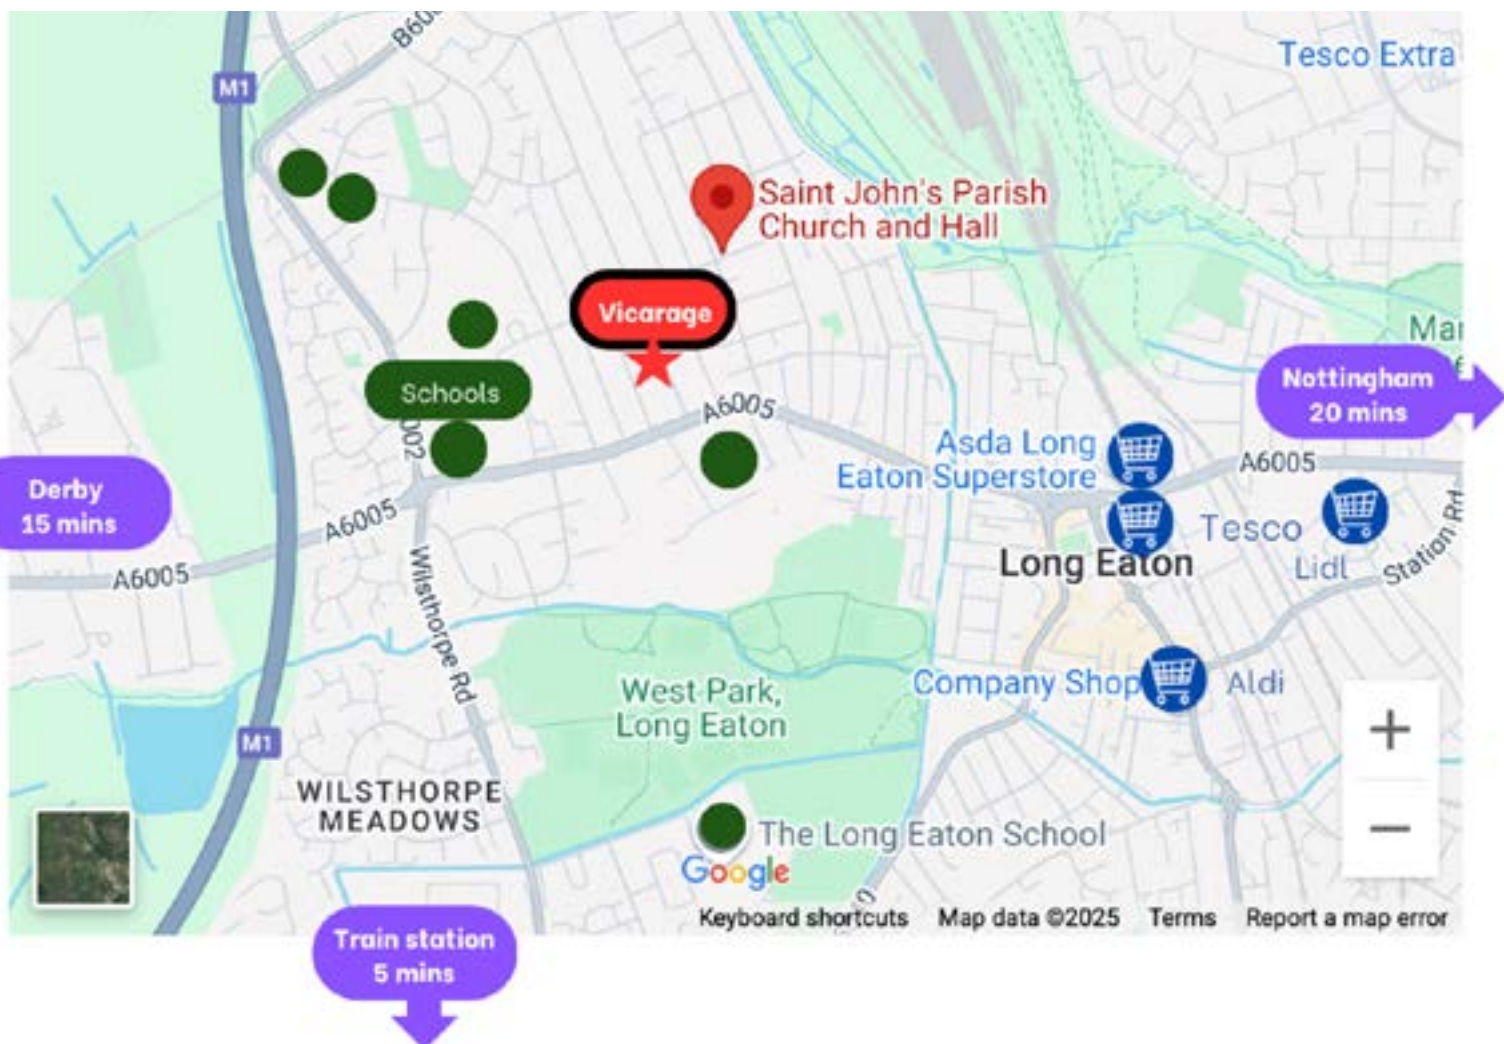 B600
Tesco Extra
M1
Saint John's Parish
Church and Hall
Vicarage
Nottingham
20 mins
Schools
A6005
Asda Long
Eaton Superstore
A6005
Derby
15 mins
A6005
Tesco
Long Eaton
Lidl
Station Rd
A6005
Wilsthorpe Rd
West Park,
Long Eaton
Company Shop
Aldi
M1
WILSTHORPE
MEADOWS
The Long Eaton School
Google
Keyboard shortcuts
Map data ©2025
Terms
Report a map error
Train station
5 mins